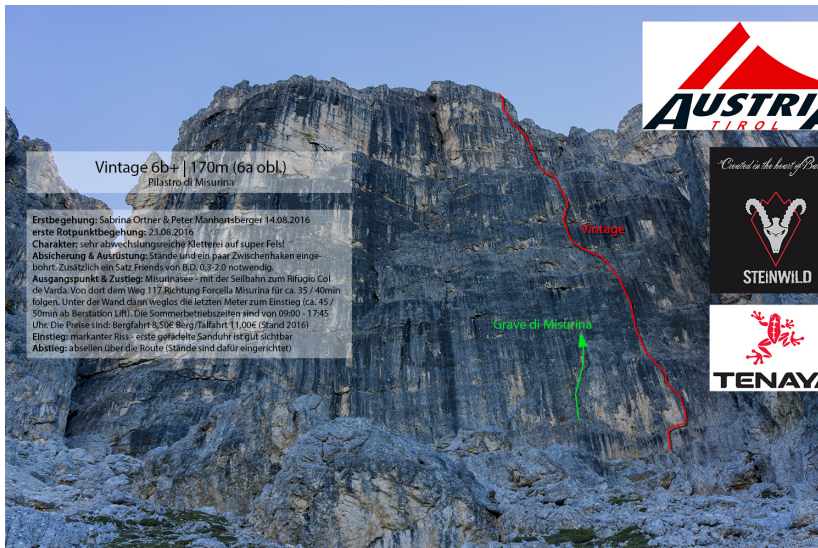 Vintage 6b+ | 170m (6a obl.)
Pilastro di Misurina
Erstbegehung: Sabrina Ortner & Peter Manhartsberger 14.08.2016
erste Rotpunktbegehung: 23.08.2016
Charakter: sehr abwechslungsreiche Kletterei auf super Fels!
Absicherung & Ausrüstung: Stände und ein paar Zwischenhaken einge-
bohrt. Zusätzlich ein Satz Friends von B.D. 0.3-2.0 notwendig.
Ausgangspunkt & Zustieg: Misurinasee - mit der Seilbahn zum Rifugio Col
de Varda. Von dort dem Weg 117 Richtung Forcella Misurina für ca. 35 / 40min
folgen. Unter der Wand dann weglos die letzten Meter zum Einstieg (ca. 45 /
50min ab Berstation Lift). Die Sommerbetriebszeiten sind von 09:00 - 17:45
Uhr. Die Preise sind: Bergfahrt 8,50€ Berg/Talfahrt 11,00€ (Stand 2016)
Einstieg: markanter Riss - erste gefädelte Sanduhr ist gut sichtbar
Abstieg: abseilen über die Route (Stände sind dafür eingerichtet)
Vintage
Grave di Misurina
AUSTRIA
TIROL
"Created in the heart of Ba
STEINWILD
TENAYA